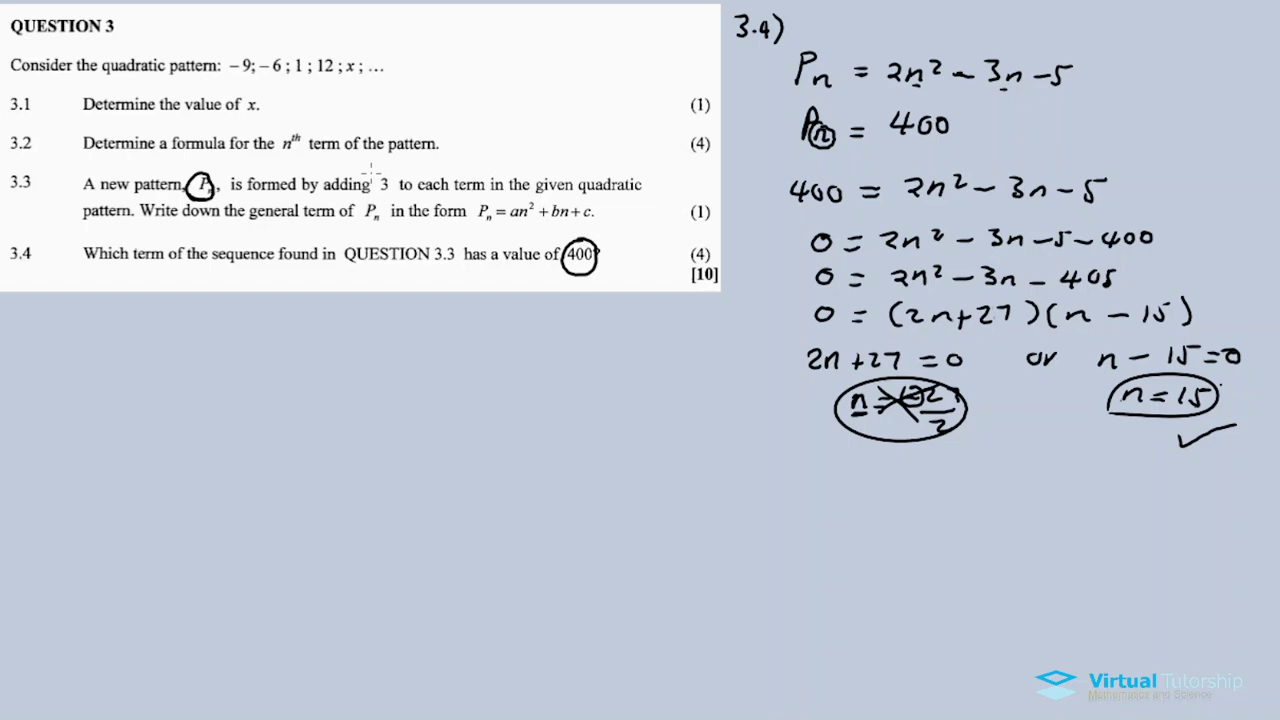 QUESTION 3
Consider the quadratic pattern: – 9; – 6 ; 1 ; 12 ; x ; …
3.1 Determine the value of x. (1)
3.2 Determine a formula for the nᵗʰ term of the pattern. (4)
3.3 A new pattern, Pₙ, is formed by adding 3 to each term in the given quadratic
pattern. Write down the general term of Pₙ in the form Pₙ = an² + bn + c. (1)
3.4 Which term of the sequence found in QUESTION 3.3 has a value of 400? (4)
[10]
3.4)
Pₙ = 2n² – 3n – 5
Pₙ = 400
400 = 2n² – 3n – 5
0 = 2n² – 3n – 5 – 400
0 = 2n² – 3n – 405
0 = (2n + 27)(n – 15)
2n + 27 = 0 or n – 15 = 0
n = n = 15
Virtual Tutorship
Mathematics and Science